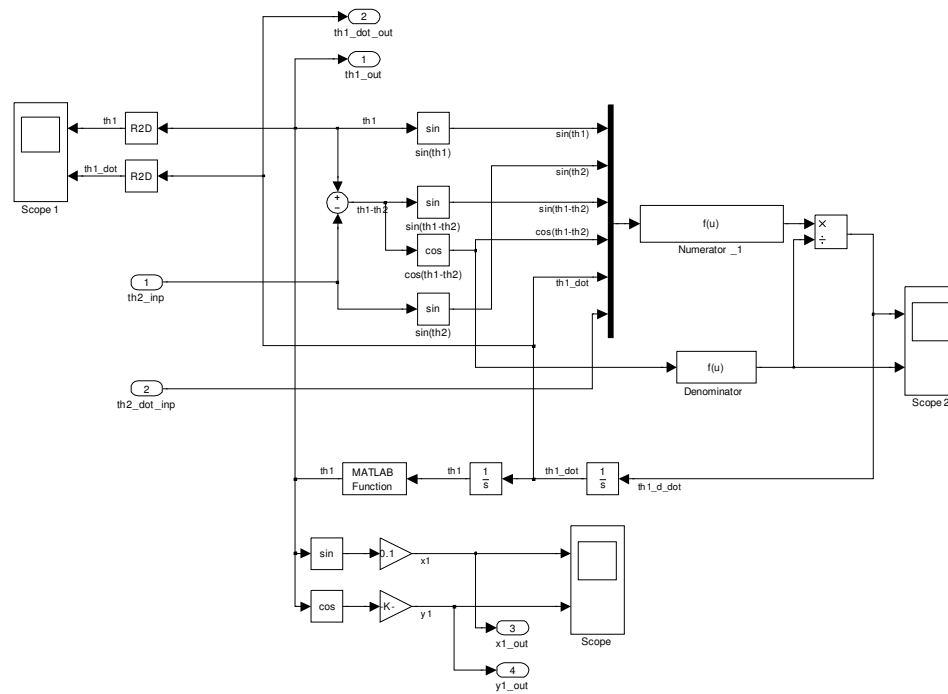 2
th1_dot_out
1
th1_out
th1
R2D
th1
sin
sin(th1)
sin(th1)
th1_dot
R2D
Scope 1
sin(th2)
+
−
th1-th2
sin
sin(th1-th2)
sin(th1-th2)
cos
cos(th1-th2)
cos(th1-th2)
f(u)
Numerator _1
×
÷
1
th2_inp
th1_dot
sin
sin(th2)
f(u)
Denominator
Scope 2
2
th2_dot_inp
th1
MATLAB
Function
th1
1
s
th1_dot
1
s
th1_d_dot
sin
0.1
x1
cos
-K-
y1
Scope
3
x1_out
4
y1_out